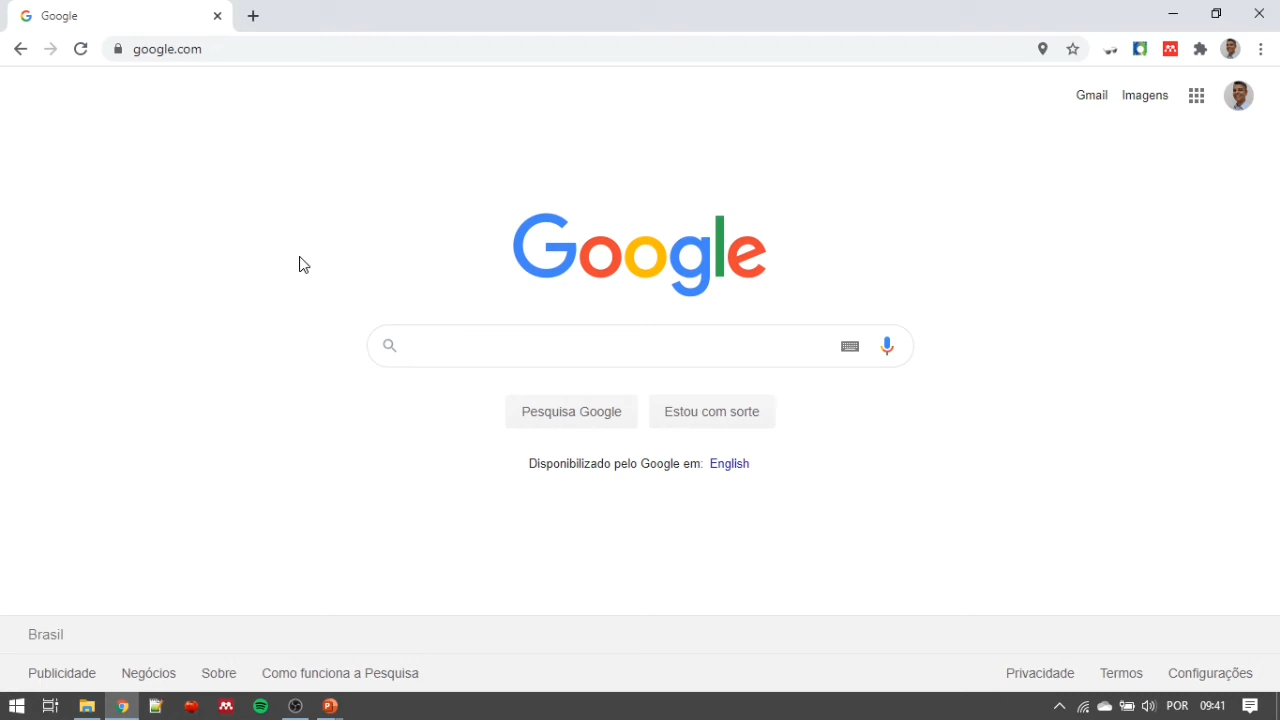 Google
google.com
Gmail Imagens
Google
Pesquisa Google Estou com sorte
Disponibilizado pelo Google em: English
Brasil
Publicidade Negócios Sobre Como funciona a Pesquisa Privacidade Termos Configurações
POR 09:41